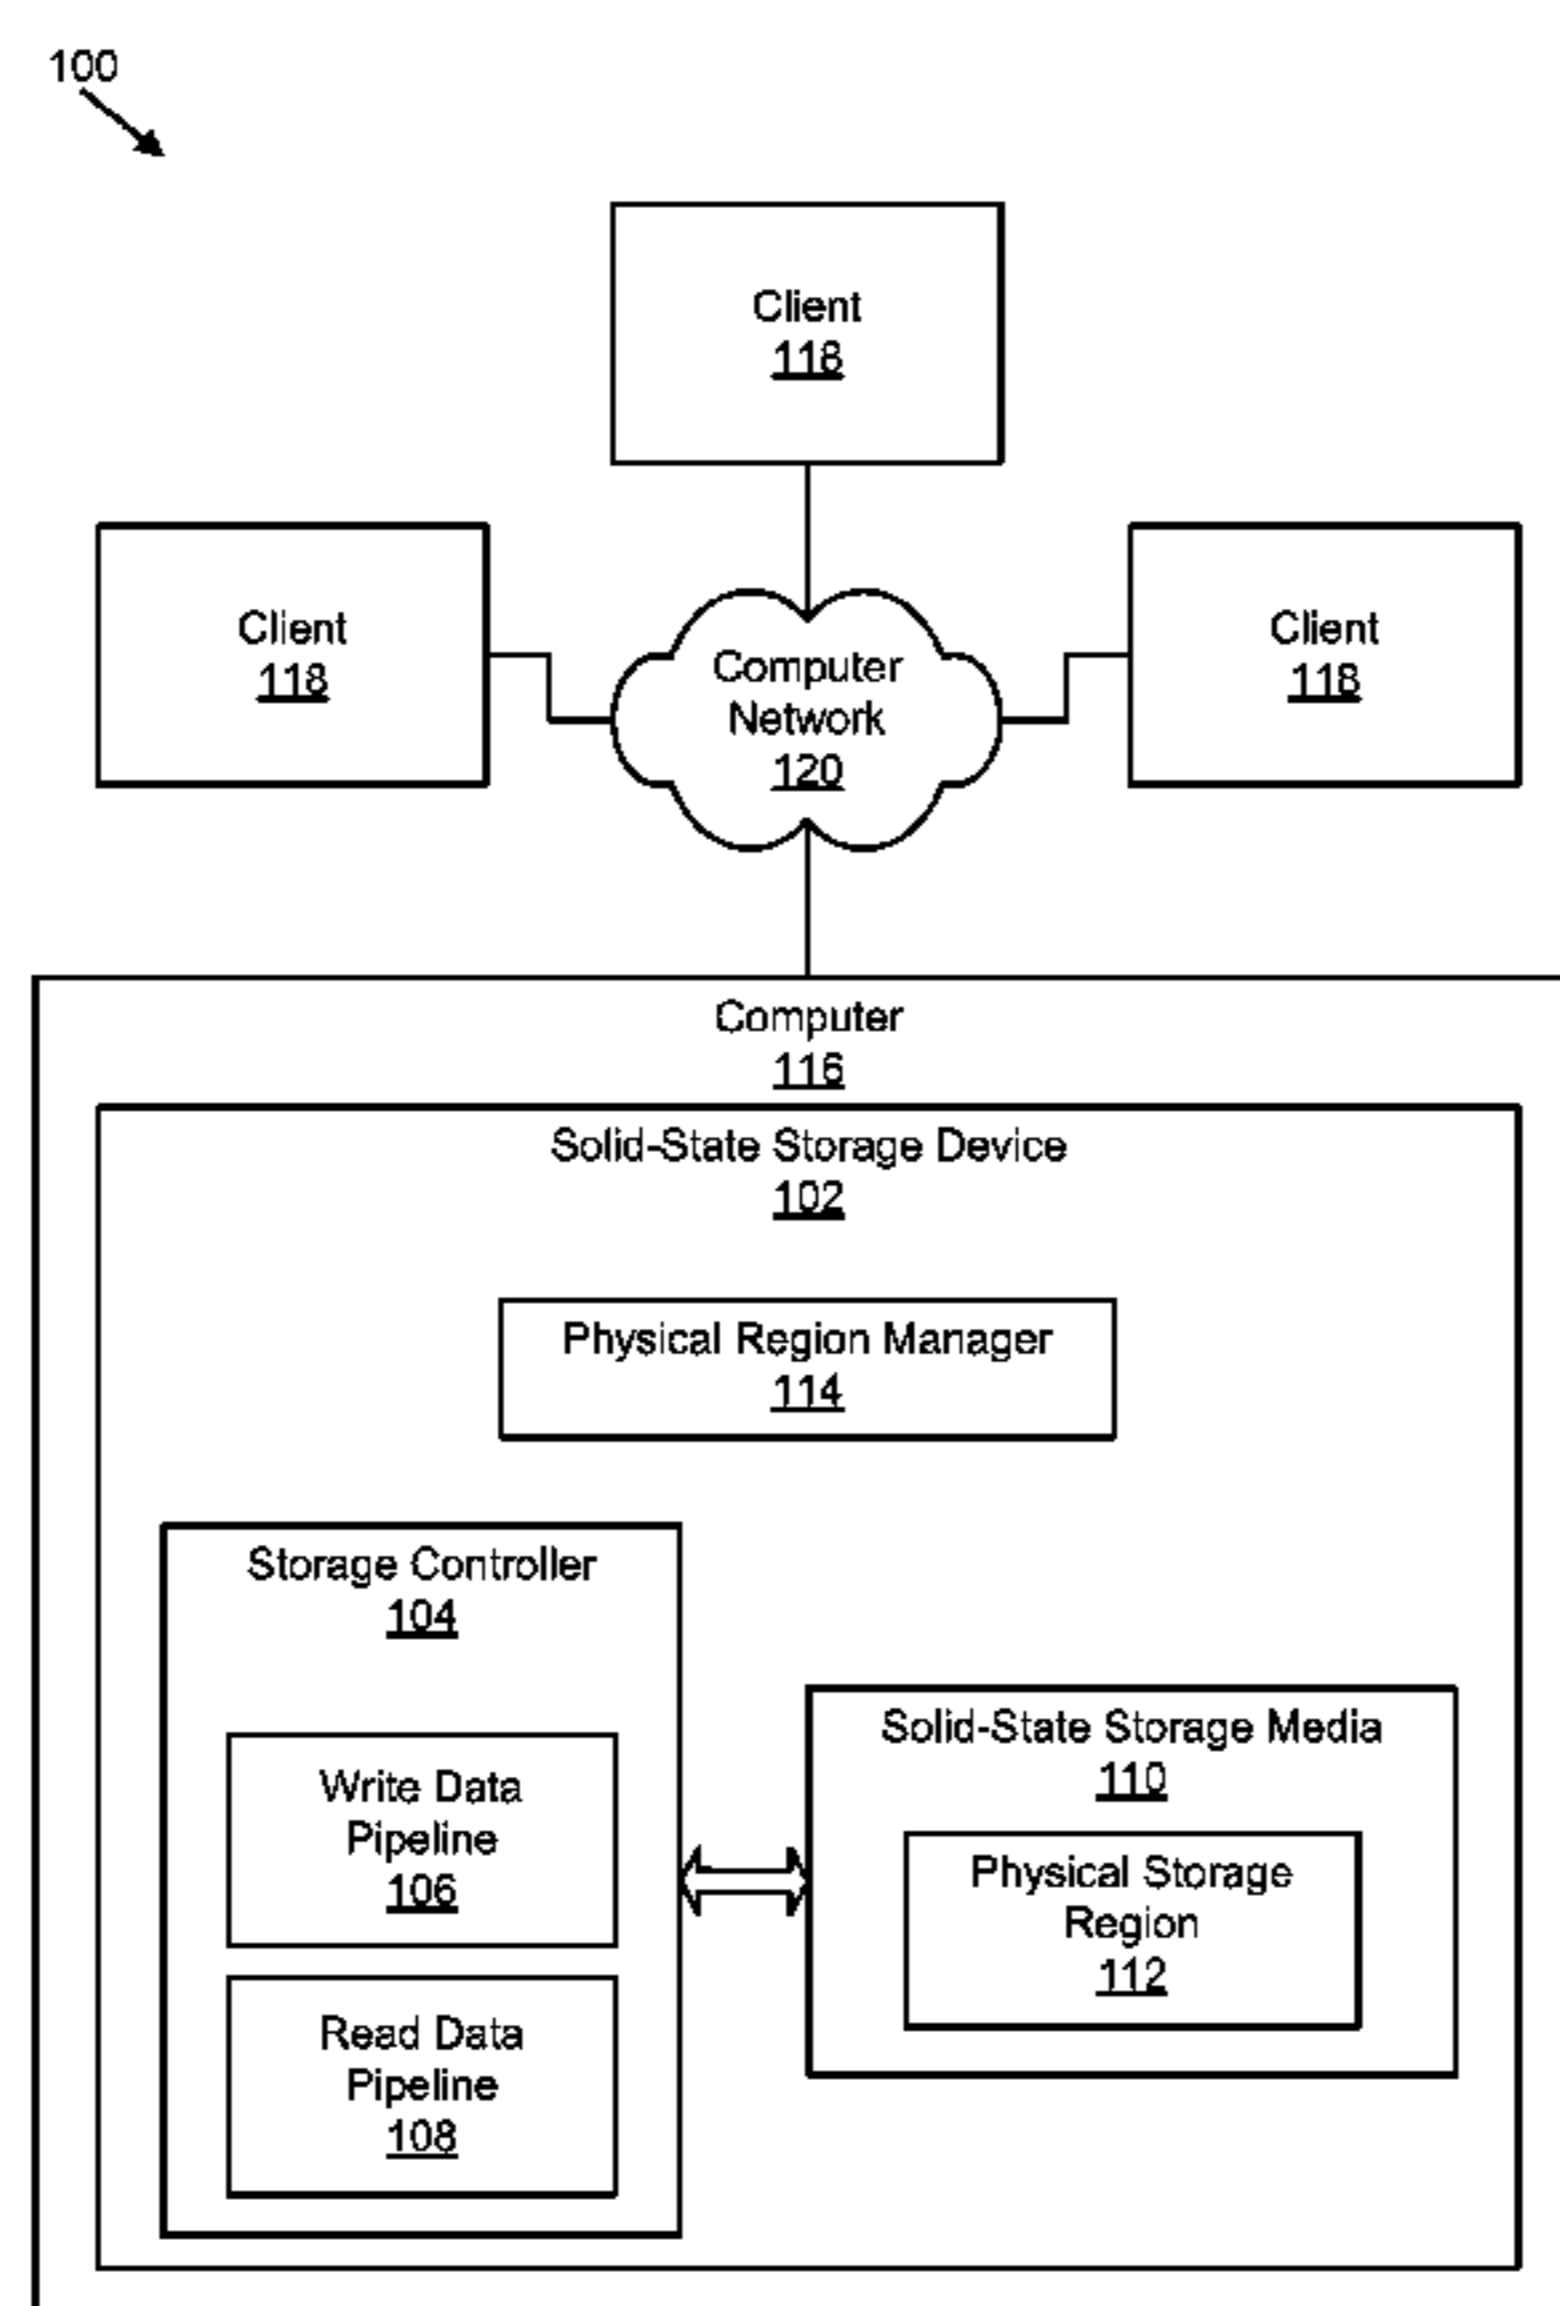 100
Client
118
Client
118
Client
118
Computer
Network
120
Computer
116
Solid-State Storage Device
102
Physical Region Manager
114
Storage Controller
104
Write Data
Pipeline
106
Read Data
Pipeline
108
Solid-State Storage Media
110
Physical Storage
Region
112